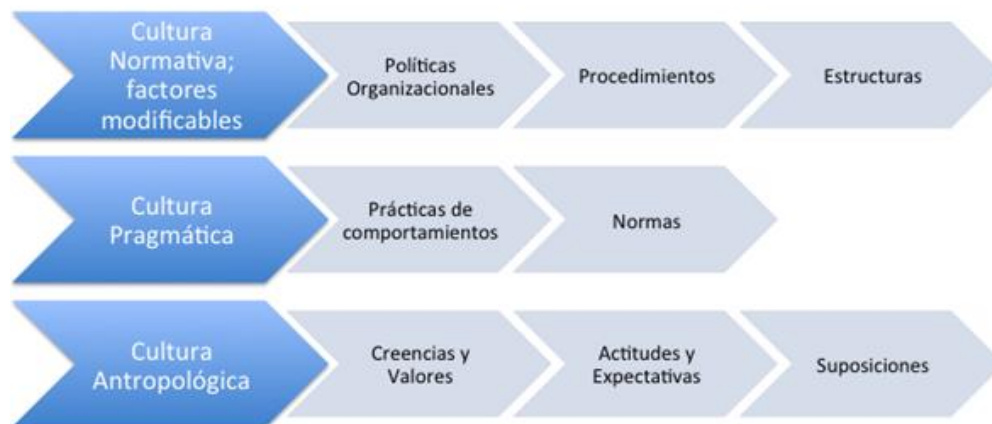 Cultura
Normativa;
factores
modificables
Políticas
Organizacionales
Procedimientos
Estructuras
Cultura
Pragmática
Prácticas de
comportamientos
Normas
Cultura
Antropológica
Creencias y
Valores
Actitudes y
Expectativas
Suposiciones